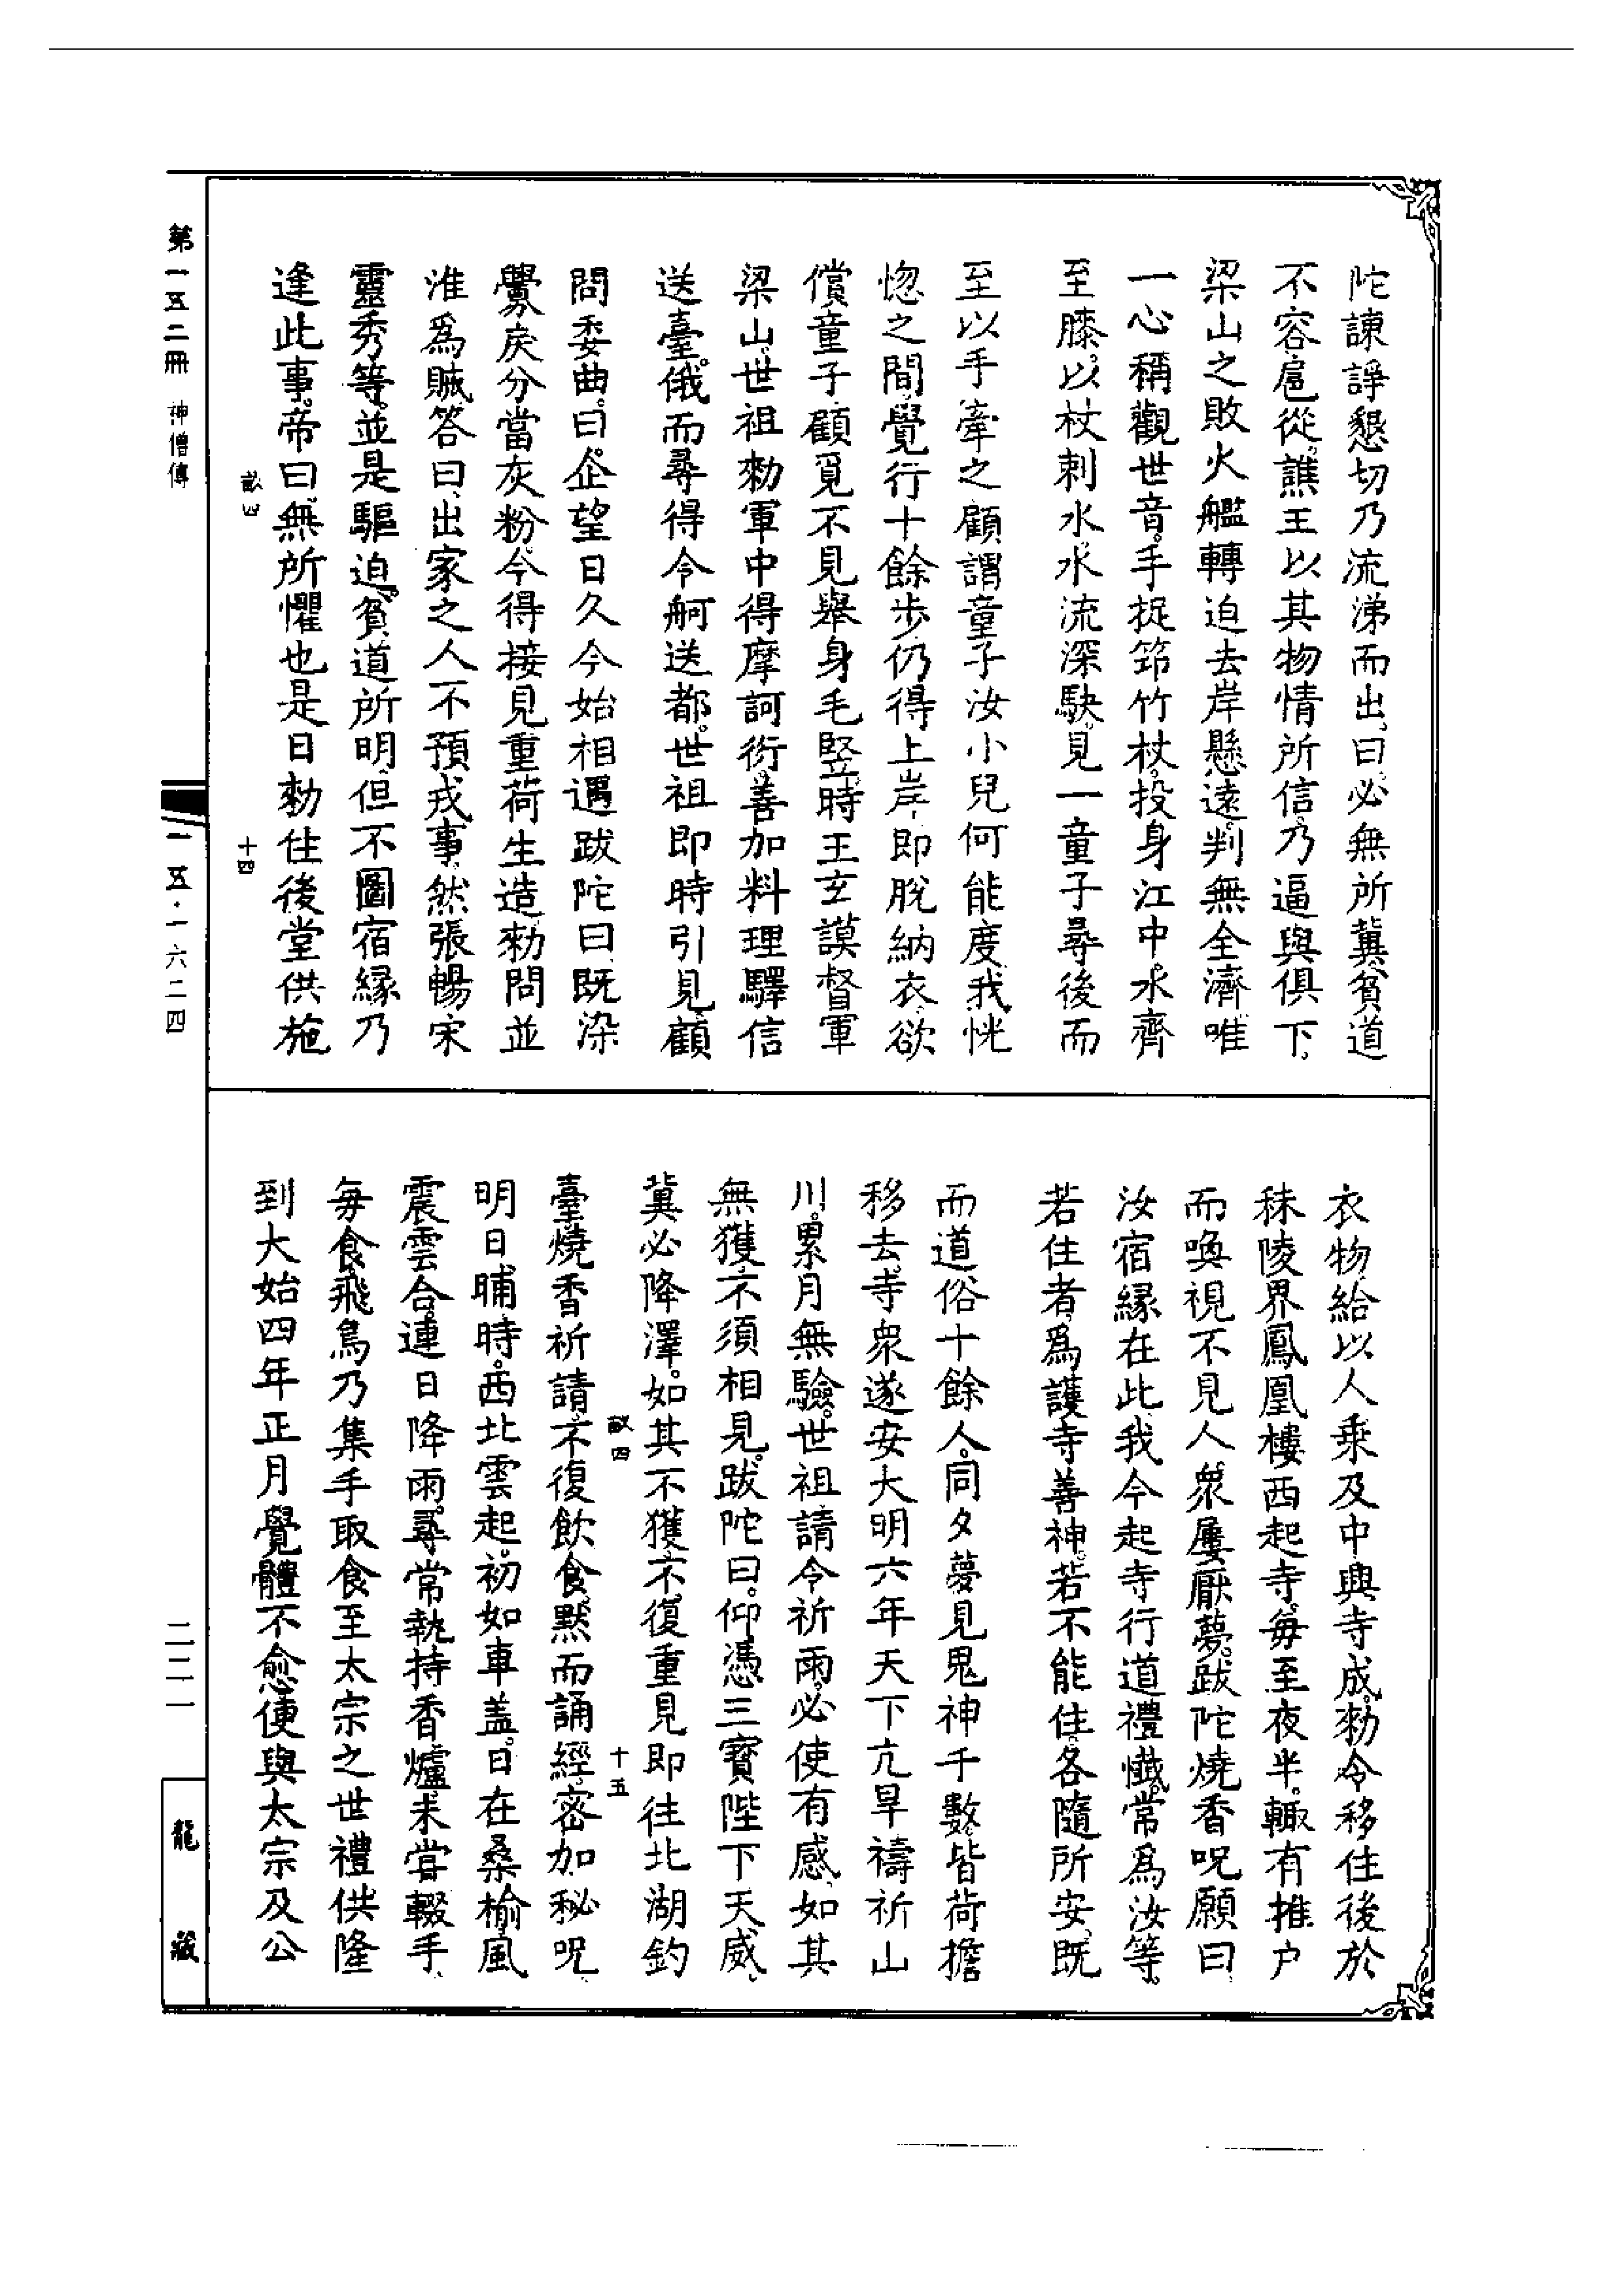 陀諫諍懇切乃流涕而出曰必無所冀貧道
不容扈從譙王以其物情所信乃逼與俱下
梁山之敗火艦轉迫去岸懸遠判無全濟唯
一心稱觀世音手捉笻竹杖投身江中水齊
至膝以杖刺水水流深駛見一童子尋後而
至以手牽之顧謂童子汝小兒何能度我恍
惚之間覺行十餘步仍得上岸即脫納衣欲
償童子顧覓不見舉身毛竪時王玄謨督軍
梁山世祖勑軍中得摩訶衍善加料理驛信
送臺俄而尋得令舸送都世祖即時引見顧
問委曲曰企望日久今始相遇跋陀曰既染
釁戾分當灰粉今得接見重荷生造勑問並
誰爲賊答曰出家之人不預戎事然張暢宋
靈秀等並是驅迫貧道所明但不圖宿緣乃
逢此事帝曰無所懼也是日勑住後堂供施
衣物給以人乘及中興寺成勑令移住後於
秣陵界鳳凰樓西起寺每至夜半輙有推户
而喚視不見人衆屢厭夢跋陀燒香呪願曰
汝宿緣在此我今起寺行道禮懺常爲汝等
若住者爲護寺善神若不能住各隨所安既
而道俗十餘人同夕夢見鬼神千數皆荷擔
移去寺衆遂安大明六年天下亢旱禱祈山
川累月無驗世祖請令祈雨必使有感如其
無獲不須相見跋陀曰仰憑三寶陛下天威
冀必降澤如其不獲不復重見即往北湖釣
臺燒香祈請不復飲食默而誦經密加秘呪
明日晡時西北雲起初如車盖日在桑榆風
震雲合連日降雨尋常執持香爐未嘗輟手
每食飛鳥乃集手取食至太宗之世禮供隆
到大始四年正月覺體不愈便與太宗及公
第一五二冊 神僧傳
一五·一六二四
二二一
龍藏
十四
十五